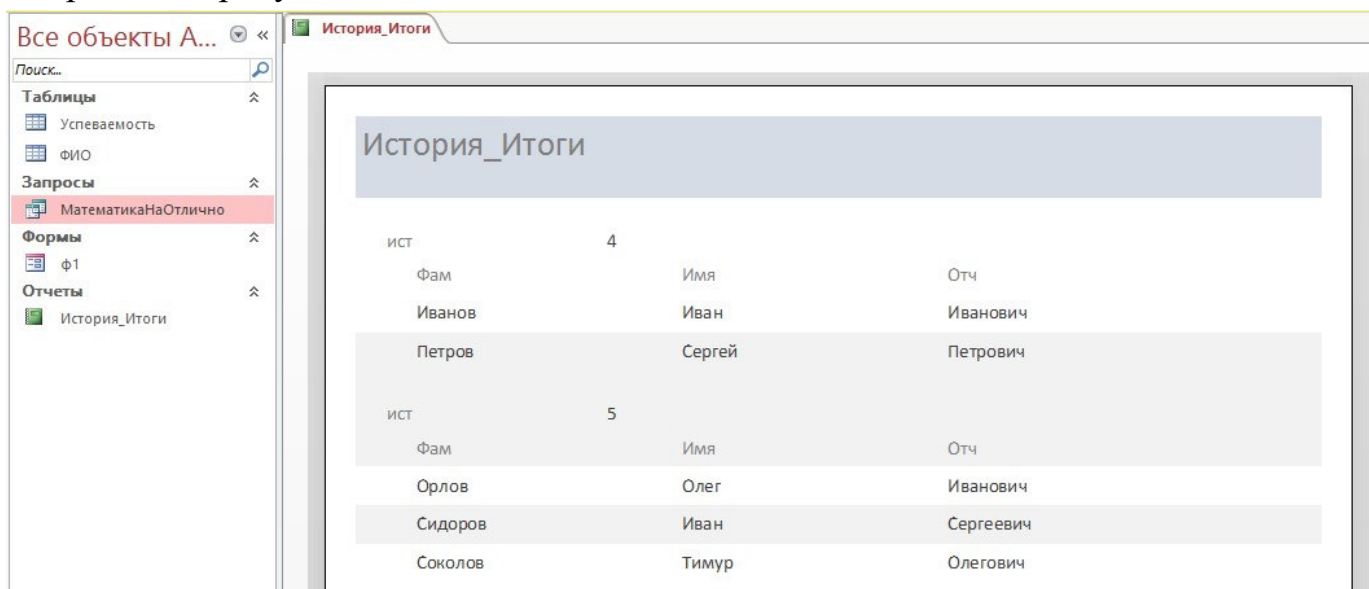 Все объекты А... «
История_Итоги
Поиск...
Таблицы
Успеваемость
ФИО
Запросы
МатематикаНаОтлично
Формы
ф1
Отчеты
История_Итоги
История_Итоги
ист 4
Фам Имя Отч
Иванов Иван Иванович
Петров Сергей Петрович
ист 5
Фам Имя Отч
Орлов Олег Иванович
Сидоров Иван Сергеевич
Соколов Тимур Олегович